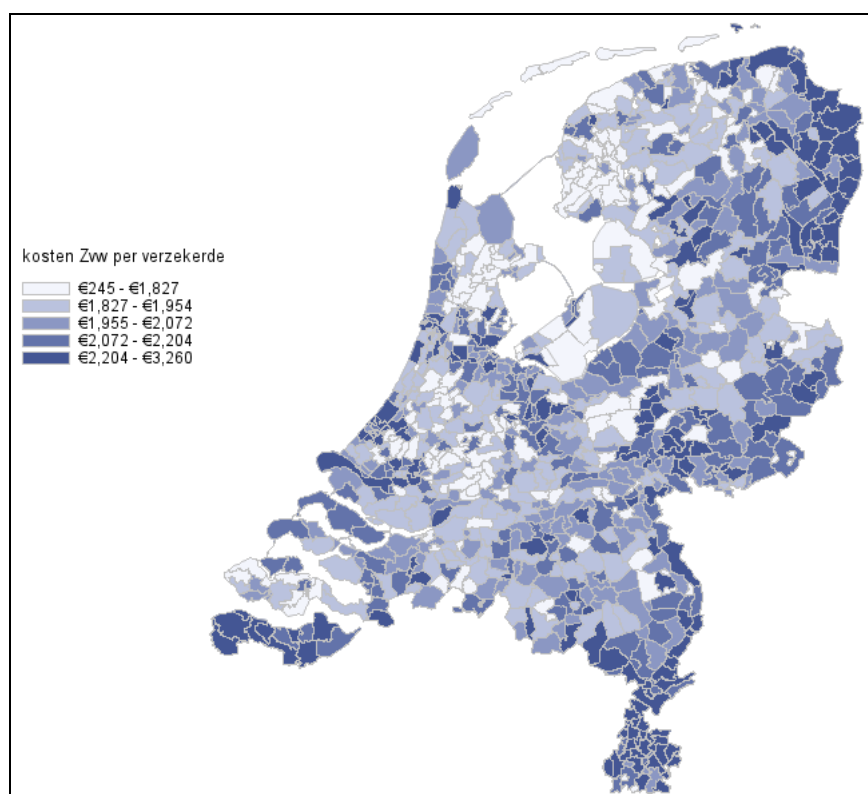 kosten Zvw per verzekerde
€245 - €1,827
€1,827 - €1,954
€1,955 - €2,072
€2,072 - €2,204
€2,204 - €3,260